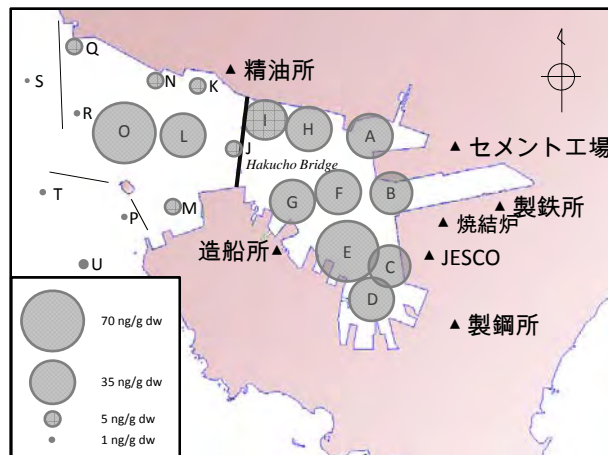 Q
S
N
K
▲ 精油所
R
O
L
I
H
A
J
▲ セメント工場
Hakucho Bridge
T
P
M
G
F
B
▲ 製鉄所
▲ 焼結炉
造船所 ▲
E
C
▲ JESCO
U
D
▲ 製鋼所
70 ng/g dw
35 ng/g dw
5 ng/g dw
1 ng/g dw